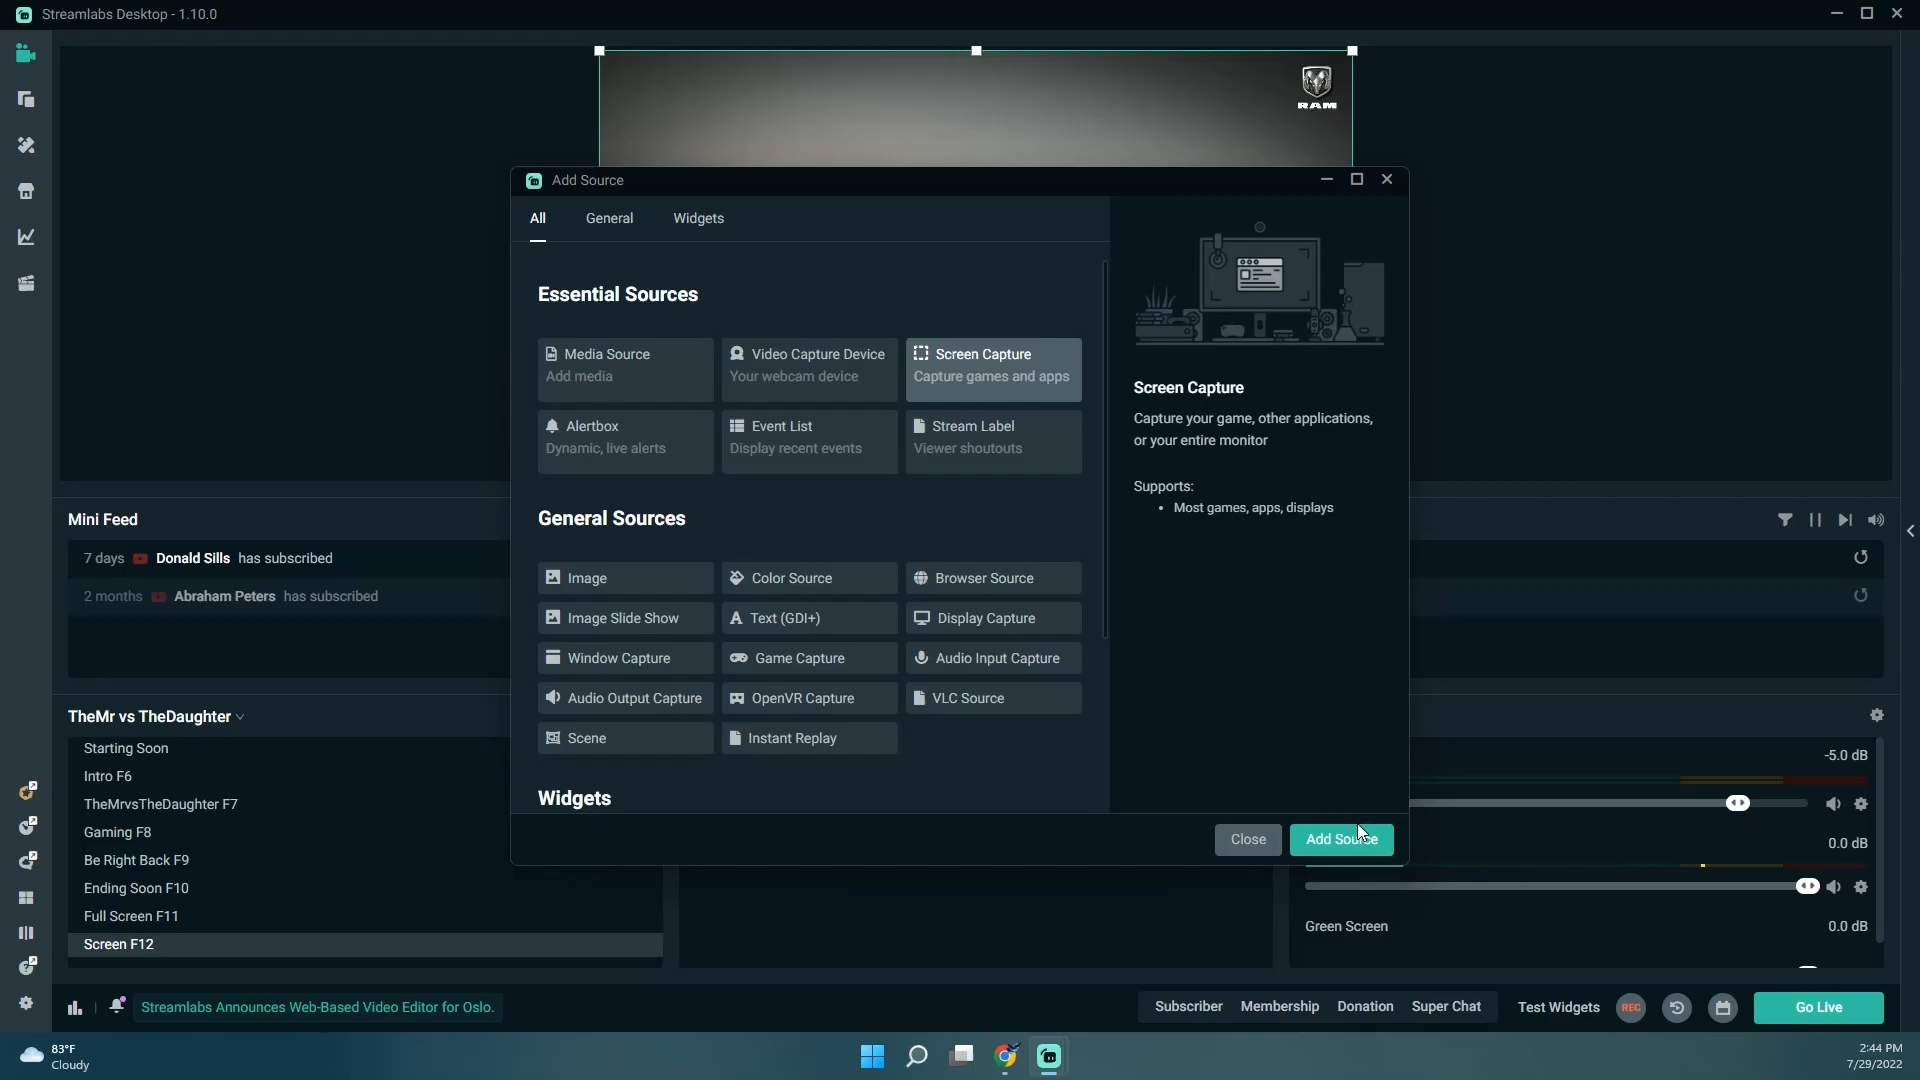 Streamlabs Desktop - 1.10.0
RAM
Add Source
All General Widgets
Essential Sources
Media Source
Add media
Video Capture Device
Your webcam device
Screen Capture
Capture games and apps
Alertbox
Dynamic, live alerts
Event List
Display recent events
Stream Label
Viewer shoutouts
General Sources
Image
Color Source
Browser Source
Image Slide Show
Text (GDI+)
Display Capture
Window Capture
Game Capture
Audio Input Capture
Audio Output Capture
OpenVR Capture
VLC Source
Scene
Instant Replay
Widgets
Screen Capture
Capture your game, other applications,
or your entire monitor
Supports:
• Most games, apps, displays
Close
Add Source
Mini Feed
7 days Donald Sills has subscribed
2 months Abraham Peters has subscribed
TheMr vs TheDaughter
Starting Soon
Intro F6
TheMrvsTheDaughter F7
Gaming F8
Be Right Back F9
Ending Soon F10
Full Screen F11
Screen F12
-5.0 dB
0.0 dB
Green Screen 0.0 dB
Streamlabs Announces Web-Based Video Editor for Oslo.
Subscriber Membership Donation Super Chat
Test Widgets
REC
Go Live
83°F
Cloudy
2:44 PM
7/29/2022